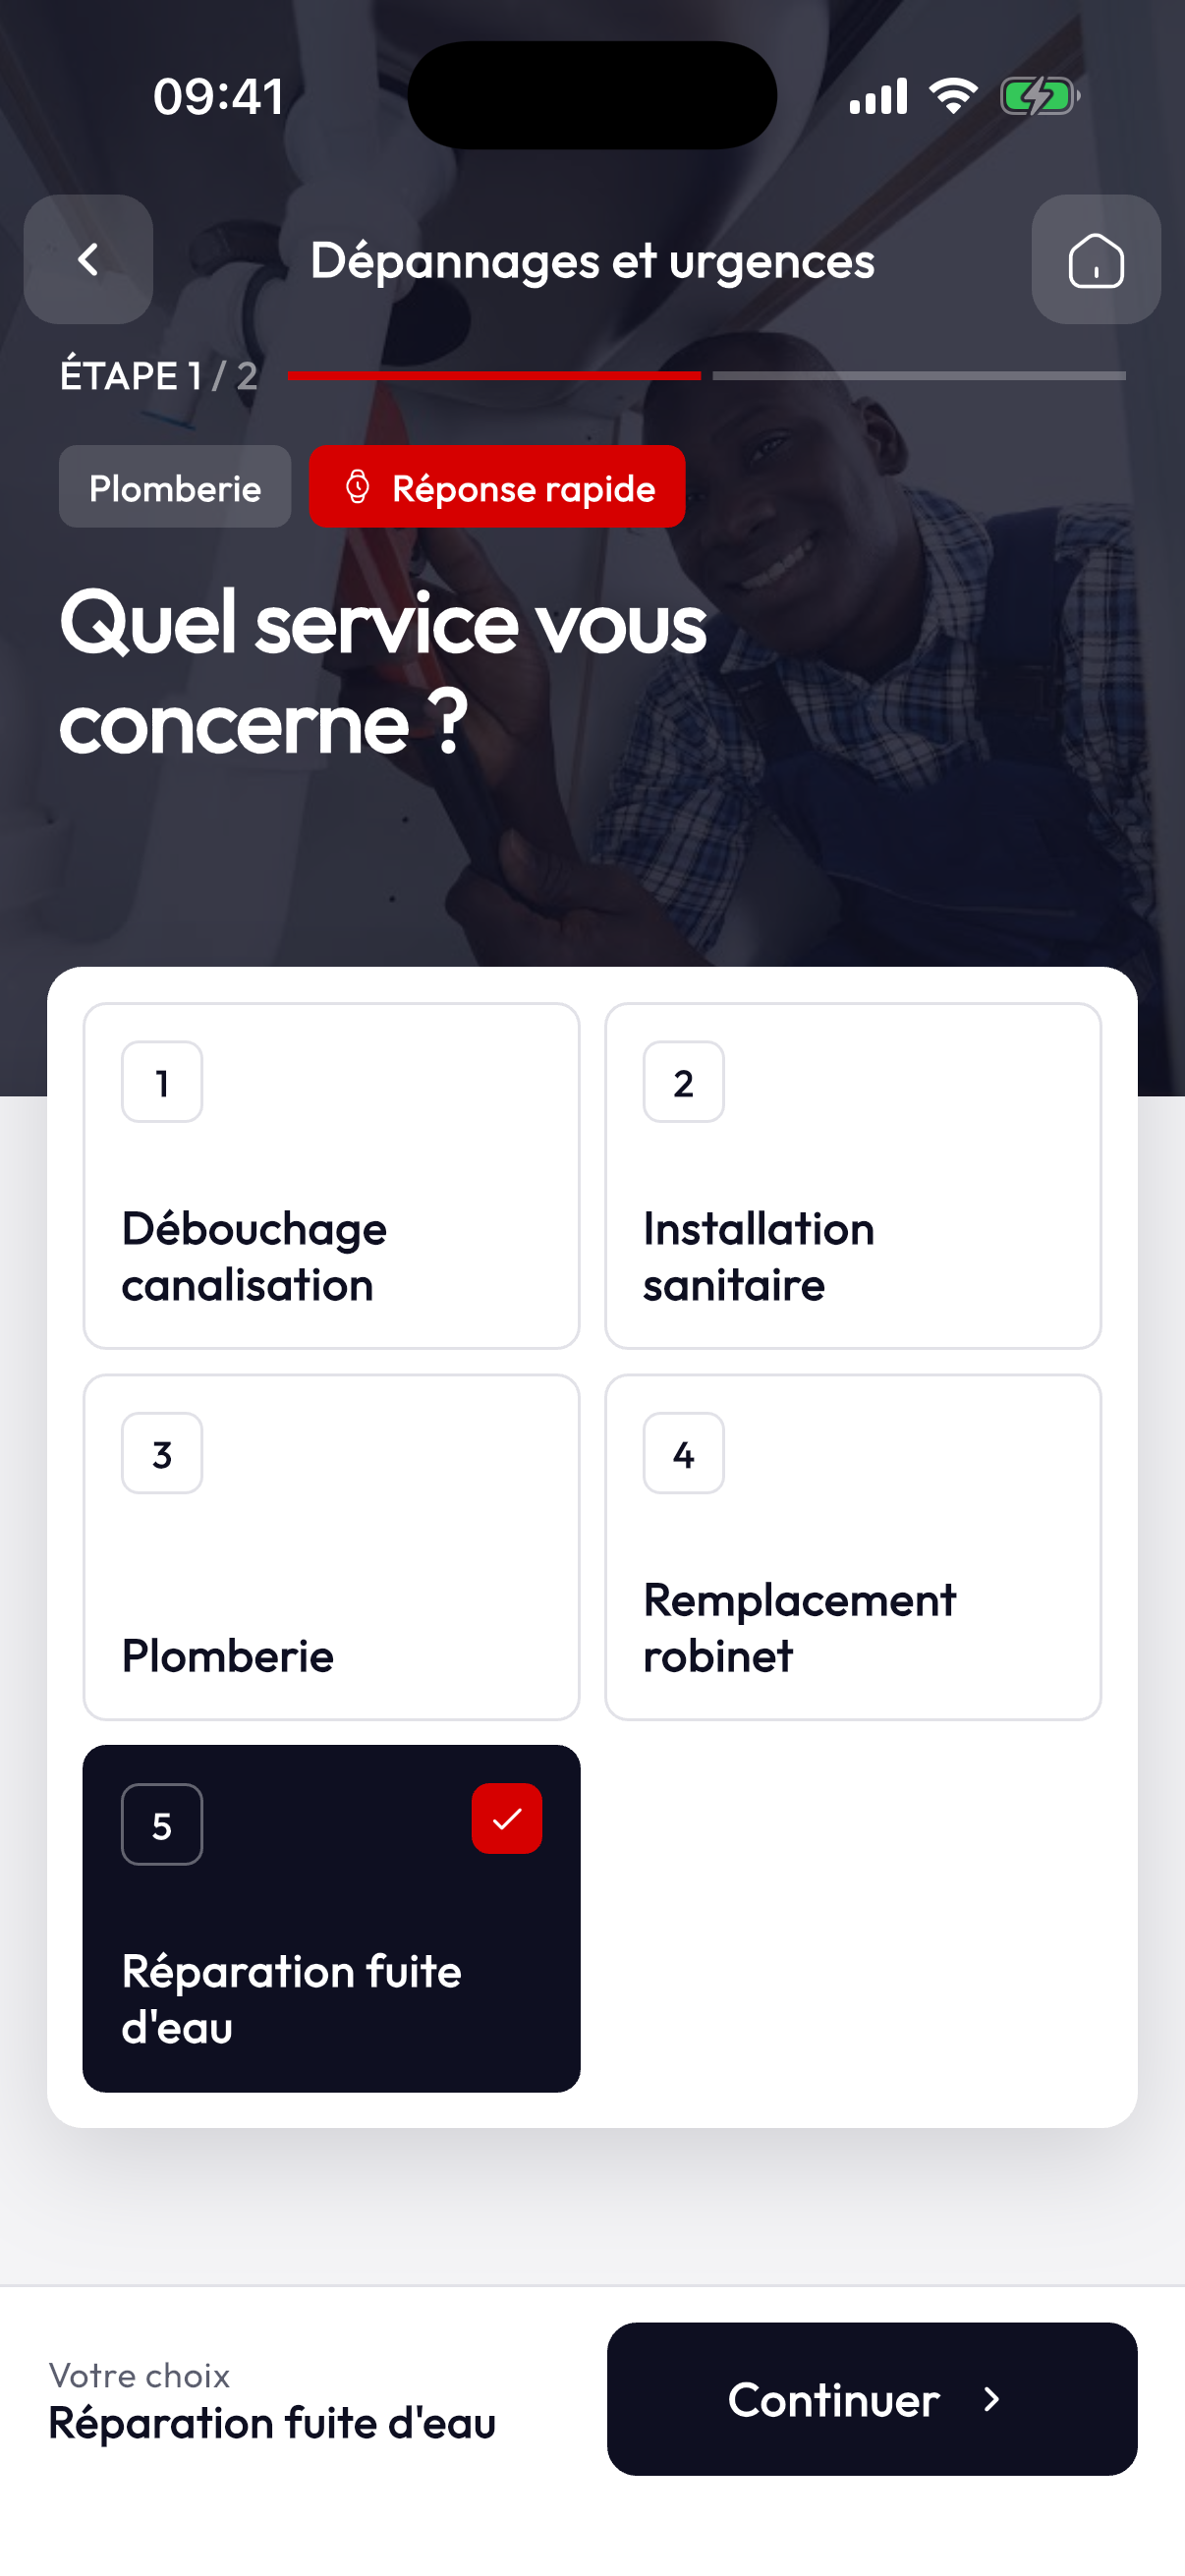 09:41
Dépannages et urgences
ÉTAPE 1 / 2
Plomberie
Réponse rapide
Quel service vous
concerne ?
1
Débouchage
canalisation
2
Installation
sanitaire
3
Plomberie
4
Remplacement
robinet
5
Réparation fuite
d'eau
Votre choix
Réparation fuite d'eau
Continuer